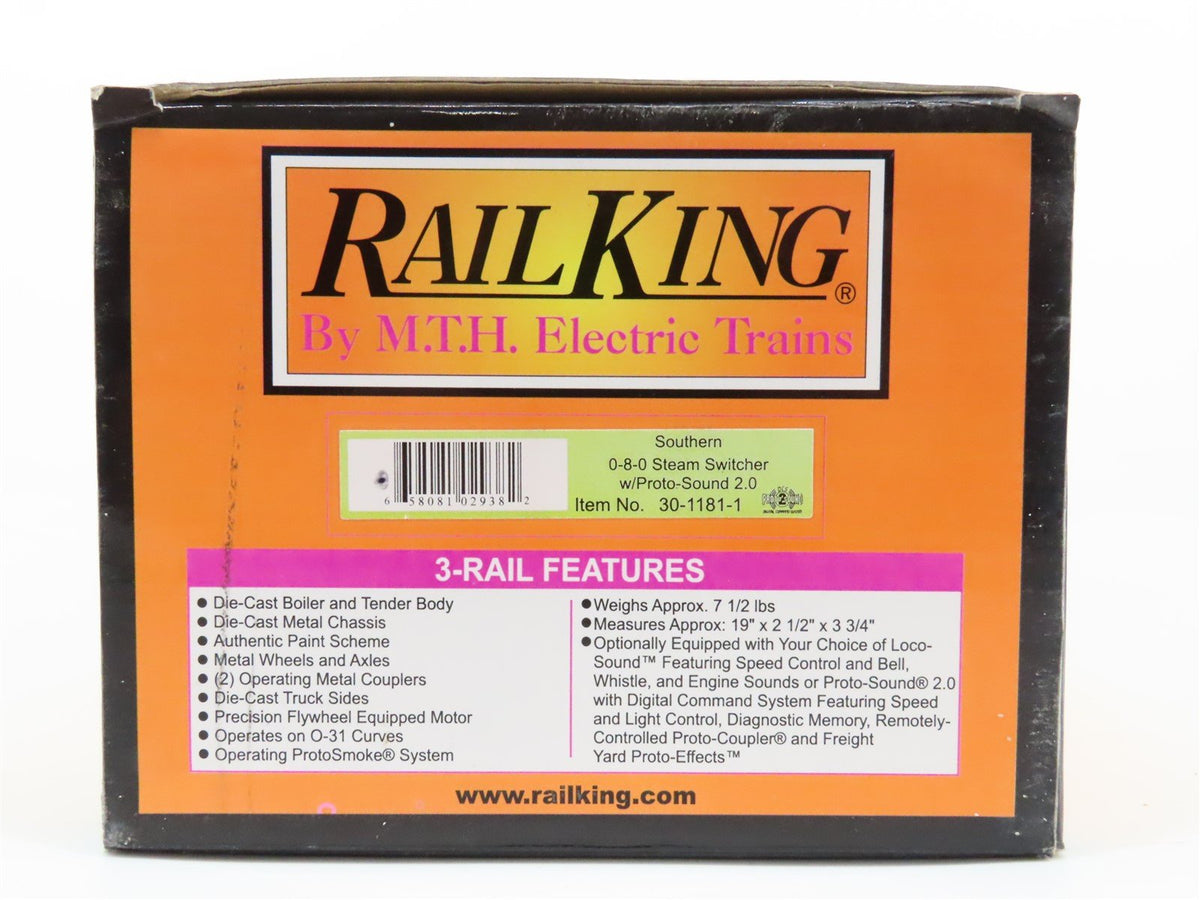 RAILKING®
By M.T.H. Electric Trains
Southern
0-8-0 Steam Switcher
w/Proto-Sound 2.0
Item No. 30-1181-1
6 58081 02938 2
3-RAIL FEATURES
● Die-Cast Boiler and Tender Body
● Die-Cast Metal Chassis
● Authentic Paint Scheme
● Metal Wheels and Axles
● (2) Operating Metal Couplers
● Die-Cast Truck Sides
● Precision Flywheel Equipped Motor
● Operates on O-31 Curves
● Operating ProtoSmoke® System
● Weighs Approx. 7 1/2 lbs
● Measures Approx: 19" x 2 1/2" x 3 3/4"
● Optionally Equipped with Your Choice of Loco-
Sound™ Featuring Speed Control and Bell,
Whistle, and Engine Sounds or Proto-Sound® 2.0
with Digital Command System Featuring Speed
and Light Control, Diagnostic Memory, Remotely-
Controlled Proto-Coupler® and Freight
Yard Proto-Effects™
www.railking.com